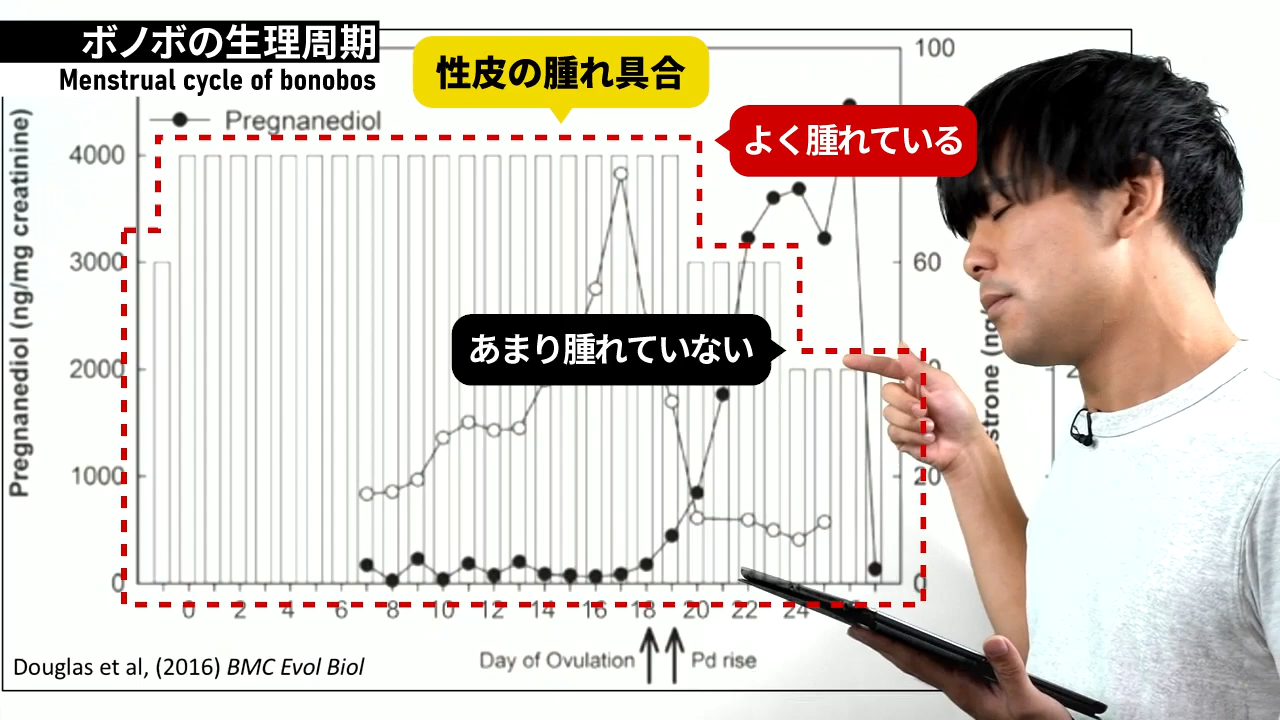 ボノボの生理周期
Menstrual cycle of bonobos
性皮の腫れ具合
よく腫れている
あまり腫れていない
Pregnanediol
Pregnanediol (ng/mg creatinine)
4000
3000
2000
1000
0
100
60
20
0 2 4 6 8 10 12 14 16 18 20 22 24
Day of Ovulation
Pd rise
Douglas et al, (2016) BMC Evol Biol